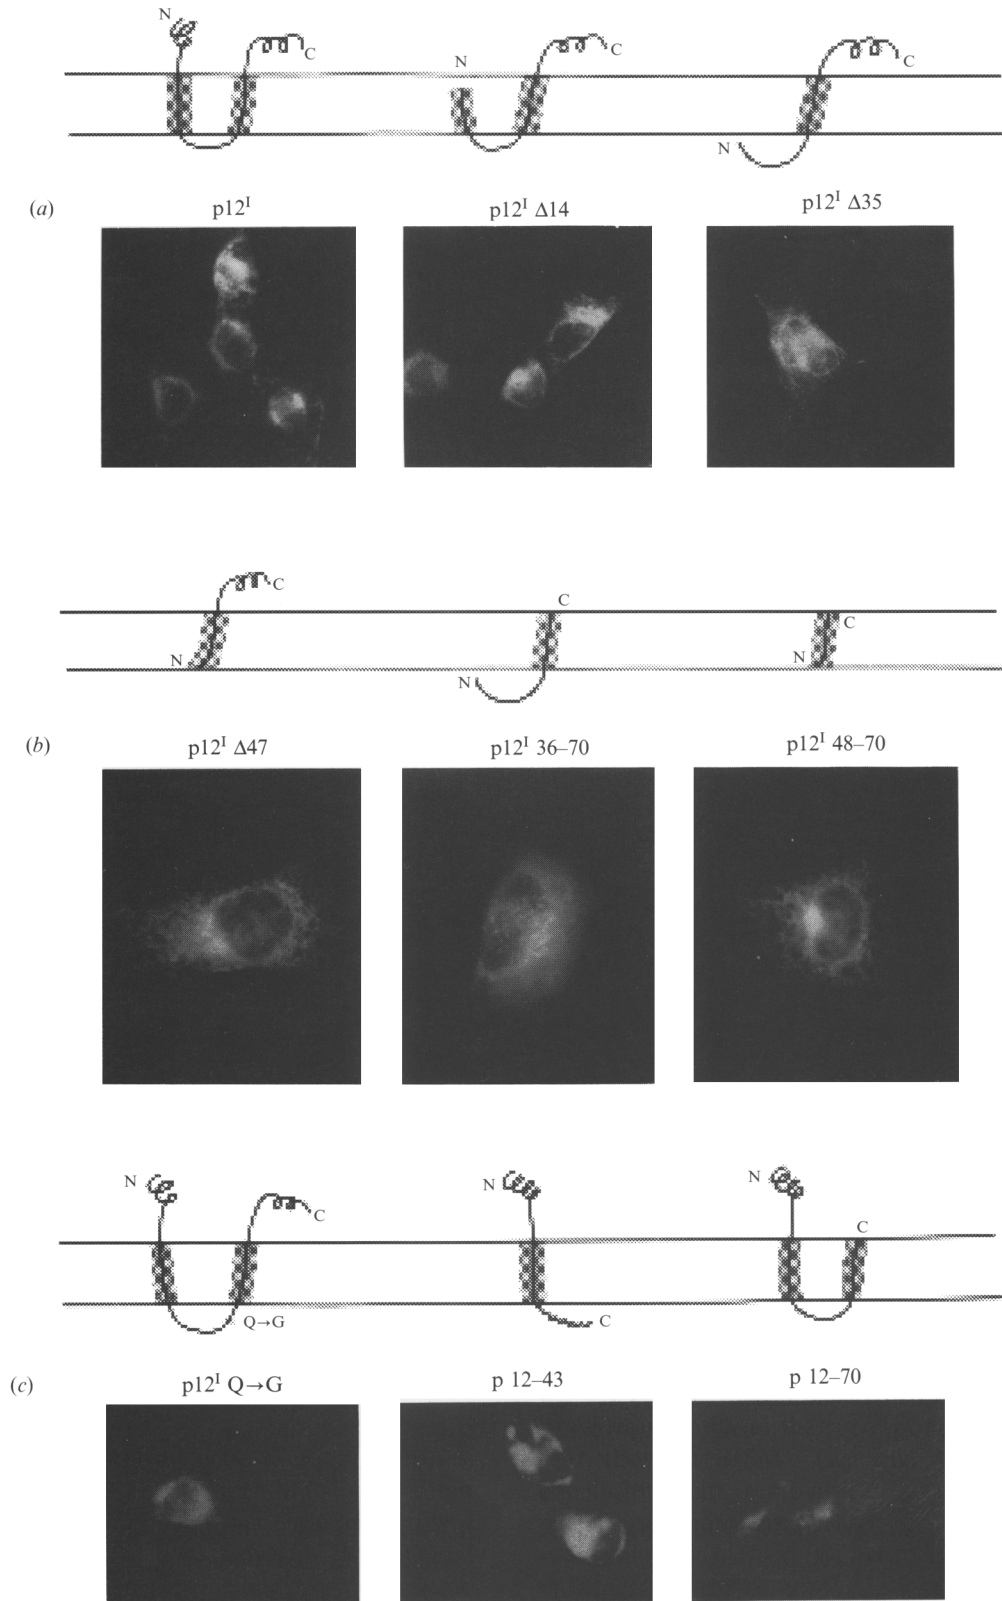 N
C
N
C
N
C
(a)
p12ᴵ
p12ᴵ Δ14
p12ᴵ Δ35
N
C
N
C
N
C
(b)
p12ᴵ Δ47
p12ᴵ 36–70
p12ᴵ 48–70
N
C
Q→G
N
C
N
C
(c)
p12ᴵ Q→G
p 12–43
p 12–70